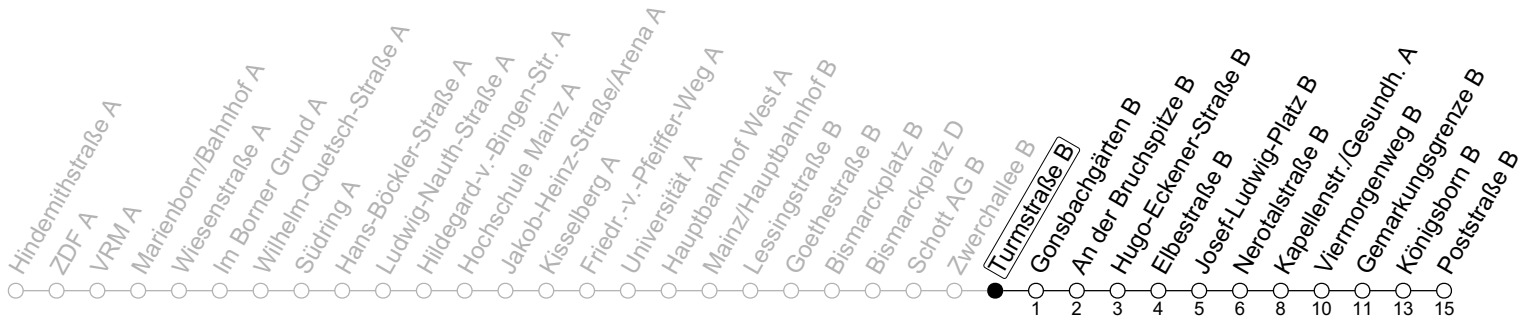 Hindemithstraße A
ZDF A
VRM A
Marienborn/Bahnhof A
Wiesenstraße A
Im Borner Grund A
Wilhelm-Quetsch-Straße A
Südring A
Hans-Böckler-Straße A
Ludwig-Nauth-Straße A
Hildegard-v.-Bingen-Str. A
Hochschule Mainz A
Jakob-Heinz-Straße/Arena A
Kisselberg A
Friedr.-v.-Pfeiffer-Weg A
Universität A
Hauptbahnhof West A
Mainz/Hauptbahnhof B
Lessingstraße B
Goethestraße B
Bismarckplatz B
Bismarckplatz D
Schott AG B
Zwerchallee B
Turmstraße B
Gonsbachgärten B
An der Bruchspitze B
Hugo-Eckener-Straße B
Elbestraße B
Josef-Ludwig-Platz B
Nerotalstraße B
Kapellenstr./Gesundh. A
Viermorgenweg B
Gemarkungsgrenze B
Königsborn B
Poststraße B
1 2 3 4 5 6 8 10 11 13 15